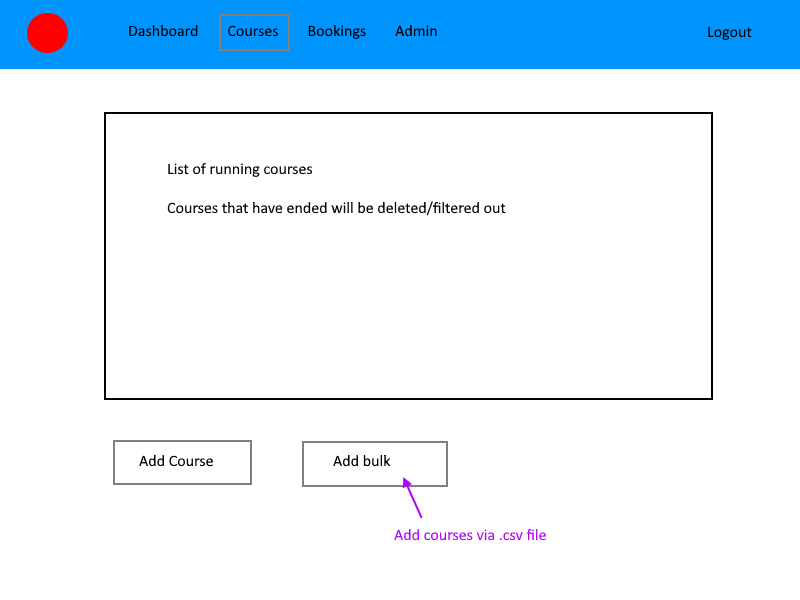 Dashboard Courses Bookings Admin Logout
List of running courses
Courses that have ended will be deleted/filtered out
Add Course Add bulk
Add courses via .csv file